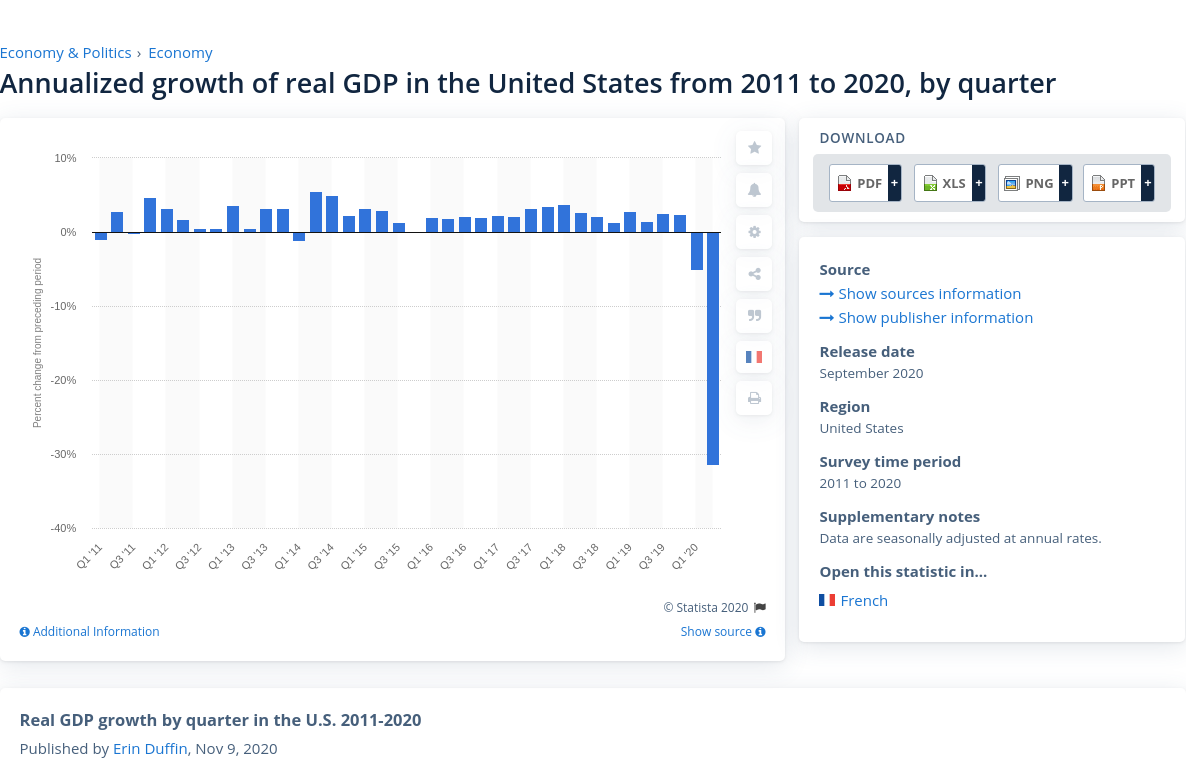 Economy & Politics › Economy
Annualized growth of real GDP in the United States from 2011 to 2020, by quarter
10%
0%
-10%
-20%
-30%
-40%
Percent change from preceding period
Q1 '11
Q3 '11
Q1 '12
Q3 '12
Q1 '13
Q3 '13
Q1 '14
Q3 '14
Q1 '15
Q3 '15
Q1 '16
Q3 '16
Q1 '17
Q3 '17
Q1 '18
Q3 '18
Q1 '19
Q3 '19
Q1 '20
© Statista 2020
Additional Information
Show source
DOWNLOAD
PDF + XLS + PNG + PPT +
Source
Show sources information
Show publisher information
Release date
September 2020
Region
United States
Survey time period
2011 to 2020
Supplementary notes
Data are seasonally adjusted at annual rates.
Open this statistic in...
French
Real GDP growth by quarter in the U.S. 2011-2020
Published by Erin Duffin, Nov 9, 2020